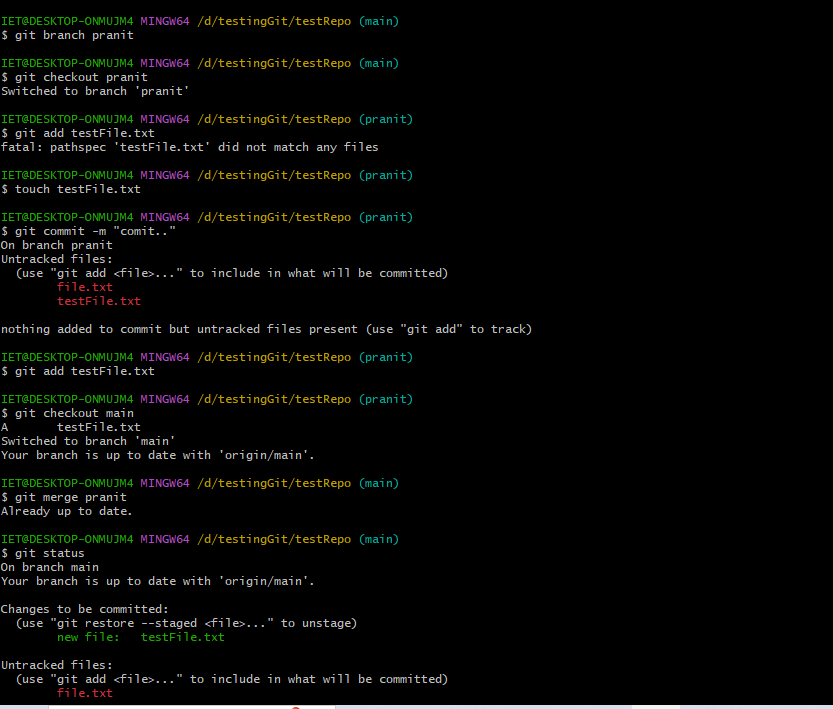 IET@DESKTOP-ONMUJM4 MINGW64 /d/testingGit/testRepo (main)
$ git branch pranit
IET@DESKTOP-ONMUJM4 MINGW64 /d/testingGit/testRepo (main)
$ git checkout pranit
Switched to branch 'pranit'
IET@DESKTOP-ONMUJM4 MINGW64 /d/testingGit/testRepo (pranit)
$ git add testFile.txt
fatal: pathspec 'testFile.txt' did not match any files
IET@DESKTOP-ONMUJM4 MINGW64 /d/testingGit/testRepo (pranit)
$ touch testFile.txt
IET@DESKTOP-ONMUJM4 MINGW64 /d/testingGit/testRepo (pranit)
$ git commit -m "comit.."
On branch pranit
Untracked files:
  (use "git add <file>..." to include in what will be committed)
        file.txt
        testFile.txt
nothing added to commit but untracked files present (use "git add" to track)
IET@DESKTOP-ONMUJM4 MINGW64 /d/testingGit/testRepo (pranit)
$ git add testFile.txt
IET@DESKTOP-ONMUJM4 MINGW64 /d/testingGit/testRepo (pranit)
$ git checkout main
A       testFile.txt
Switched to branch 'main'
Your branch is up to date with 'origin/main'.
IET@DESKTOP-ONMUJM4 MINGW64 /d/testingGit/testRepo (main)
$ git merge pranit
Already up to date.
IET@DESKTOP-ONMUJM4 MINGW64 /d/testingGit/testRepo (main)
$ git status
On branch main
Your branch is up to date with 'origin/main'.
Changes to be committed:
  (use "git restore --staged <file>..." to unstage)
        new file:   testFile.txt
Untracked files:
  (use "git add <file>..." to include in what will be committed)
        file.txt